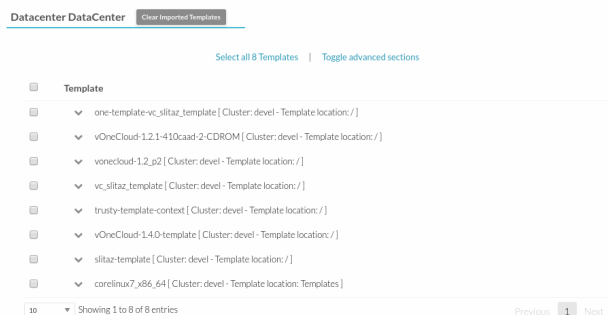 Datacenter DataCenter Clear Imported Templates
Select all 8 Templates | Toggle advanced sections
Template
one-template-vc_slitaz_template [ Cluster: devel - Template location: / ]
vOneCloud-1.2.1-410caad-2-CDROM [ Cluster: devel - Template location: / ]
vonecloud-1.2_p2 [ Cluster: devel - Template location: / ]
vc_slitaz_template [ Cluster: devel - Template location: / ]
trusty-template-context [ Cluster: devel - Template location: / ]
vOneCloud-1.4.0-template [ Cluster: devel - Template location: / ]
slitaz-template [ Cluster: devel - Template location: / ]
corelinux7_x86_64 [ Cluster: devel - Template location: Templates ]
10 Showing 1 to 8 of 8 entries Previous 1 Next